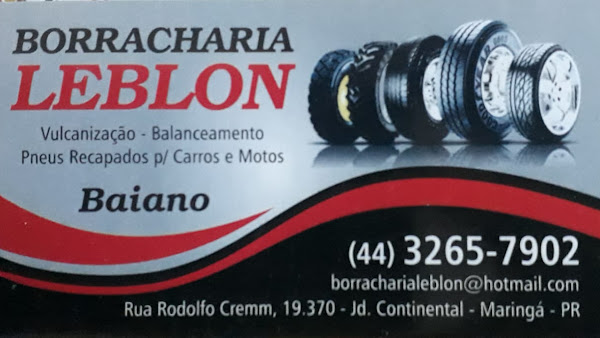 BORRACHARIA
LEBLON
Vulcanização - Balanceamento
Pneus Recapados p/ Carros e Motos
Baiano
(44) 3265-7902
borracharialeblon@hotmail.com
Rua Rodolfo Cremm, 19.370 - Jd. Continental - Maringá - PR